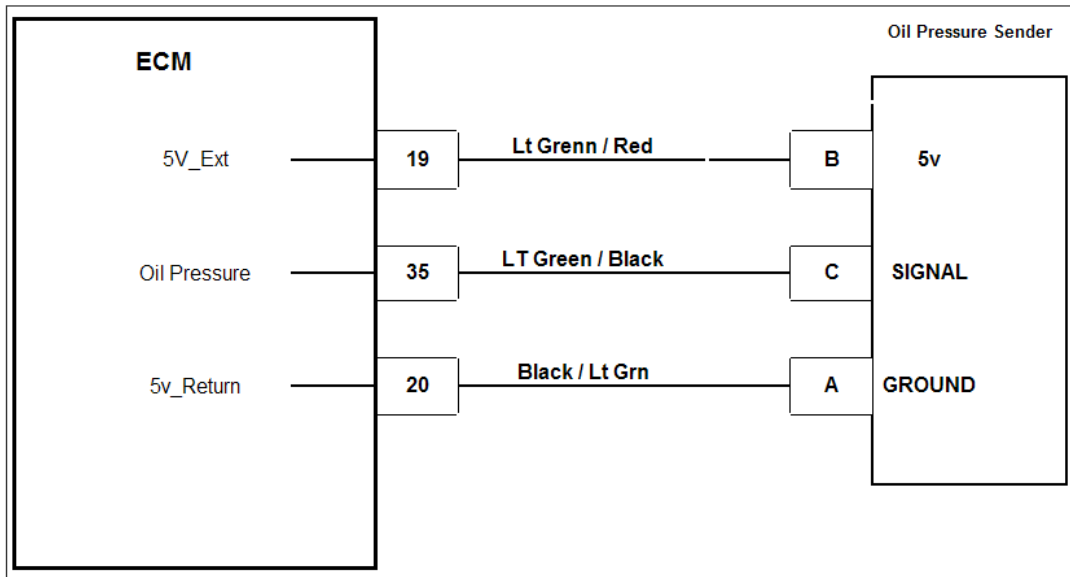 Oil Pressure Sender
ECM
5V_Ext 19 Lt Grenn / Red B 5v
Oil Pressure 35 LT Green / Black C SIGNAL
5v_Return 20 Black / Lt Grn A GROUND